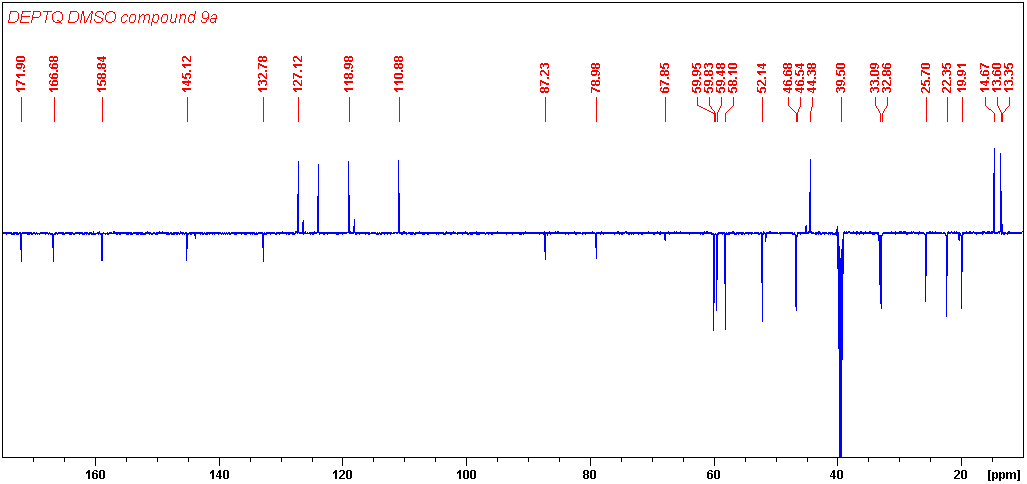 DEPTQ DMSO compound 9a
171.90 166.68 158.84 145.12 132.78 127.12 118.98 110.88 87.23 78.98 67.85 59.95 59.83 59.48 58.10 52.14 46.68 46.54 44.38 39.50 33.09 32.86 25.70 22.35 19.91 14.67 13.60 13.35
160 140 120 100 80 60 40 20 [ppm]